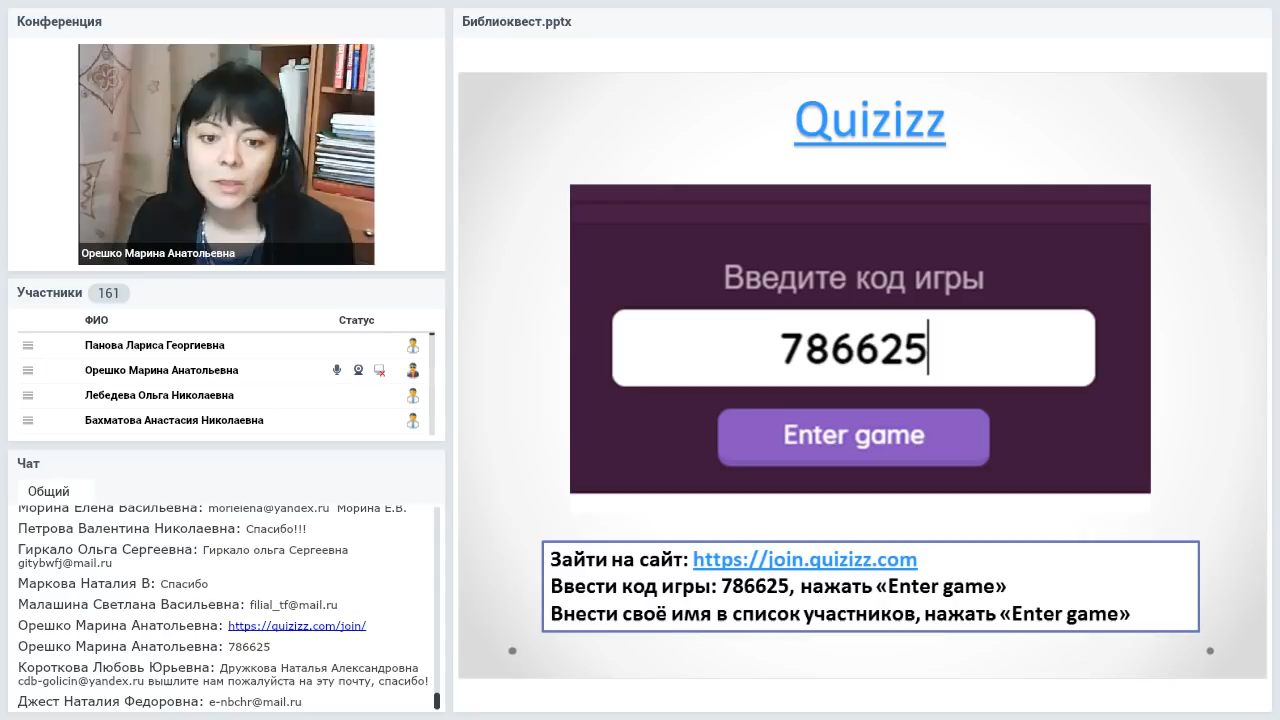 Конференция
Орешко Марина Анатольевна
Участники 161
ФИО Статус
Панова Лариса Георгиевна
Орешко Марина Анатольевна
Лебедева Ольга Николаевна
Бахматова Анастасия Николаевна
Чат
Общий
Морина Елена Васильевна: morielena@yandex.ru Морина Е.В.
Петрова Валентина Николаевна: Спасибо!!!
Гиркало Ольга Сергеевна: Гиркало ольга Сергеевна
gitybwfj@mail.ru
Маркова Наталия В: Спасибо
Малашина Светлана Васильевна: filial_tf@mail.ru
Орешко Марина Анатольевна: https://quizizz.com/join/
Орешко Марина Анатольевна: 786625
Короткова Любовь Юрьевна: Дружкова Наталья Александровна
cdb-golicin@yandex.ru вышлите нам пожалуйста на эту почту, спасибо!
Джест Наталия Федоровна: e-nbchr@mail.ru
Библиоквест.pptx
Quizizz
Введите код игры
786625
Enter game
Зайти на сайт: https://join.quizizz.com
Ввести код игры: 786625, нажать «Enter game»
Внести своё имя в список участников, нажать «Enter game»